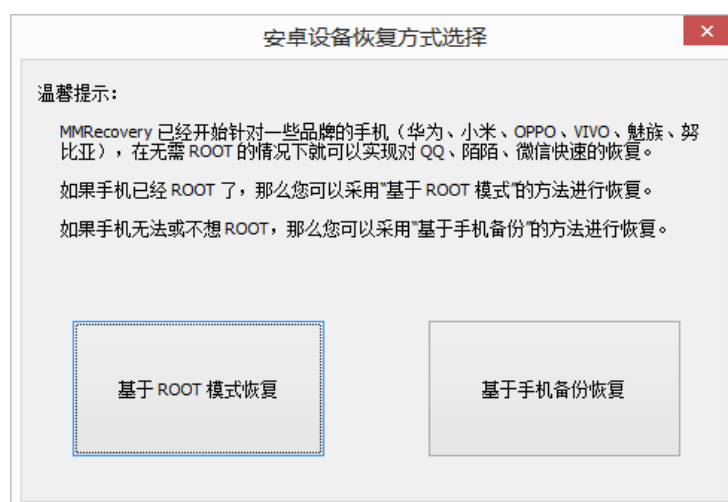 安卓设备恢复方式选择
温馨提示：
MMRecovery 已经开始针对一些品牌的手机（华为、小米、OPPO、VIVO、魅族、努
比亚），在无需 ROOT 的情况下就可以实现对 QQ、陌陌、微信快速的恢复。
如果手机已经 ROOT 了，那么您可以采用“基于 ROOT 模式”的方法进行恢复。
如果手机无法或不想 ROOT，那么您可以采用“基于手机备份”的方法进行恢复。
基于 ROOT 模式恢复
基于手机备份恢复